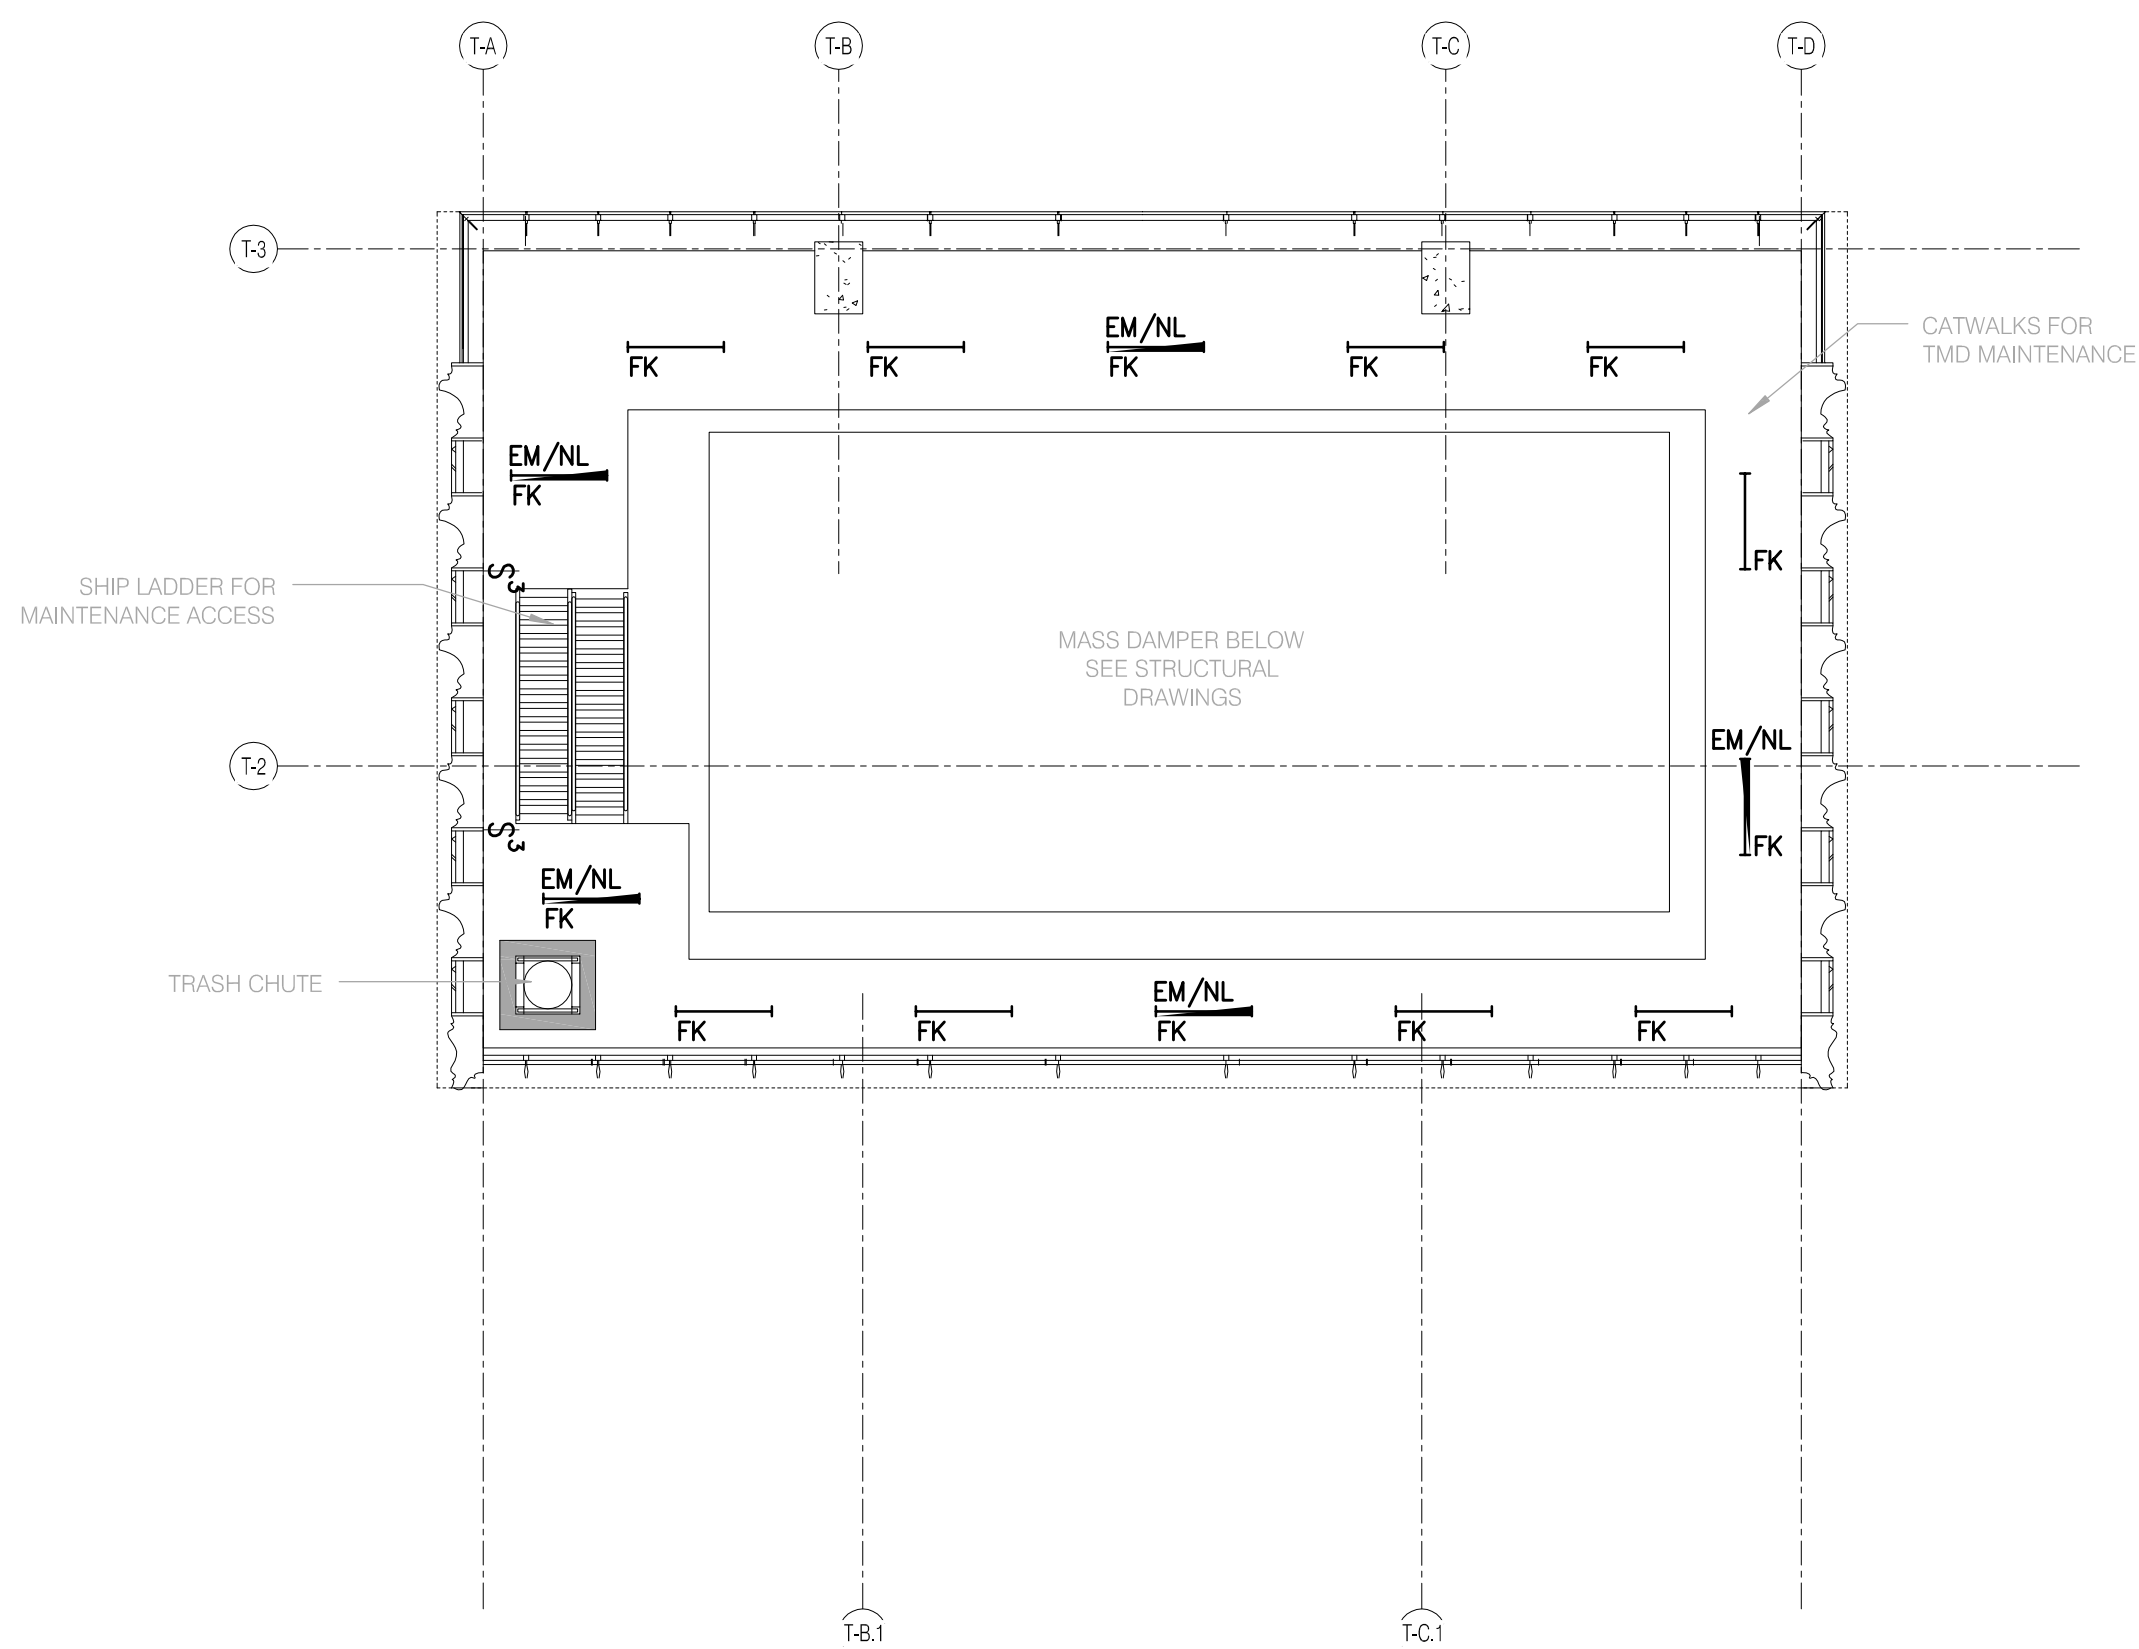 T-A
T-B
T-C
T-D
T-3
EM/NL
FK
FK
FK
FK
FK
CATWALKS FOR
TMD MAINTENANCE
EM/NL
FK
FK
S3
SHIP LADDER FOR
MAINTENANCE ACCESS
MASS DAMPER BELOW
SEE STRUCTURAL
DRAWINGS
T-2
EM/NL
FK
S3
EM/NL
FK
TRASH CHUTE
EM/NL
FK
FK
FK
FK
FK
T-B.1
T-C.1